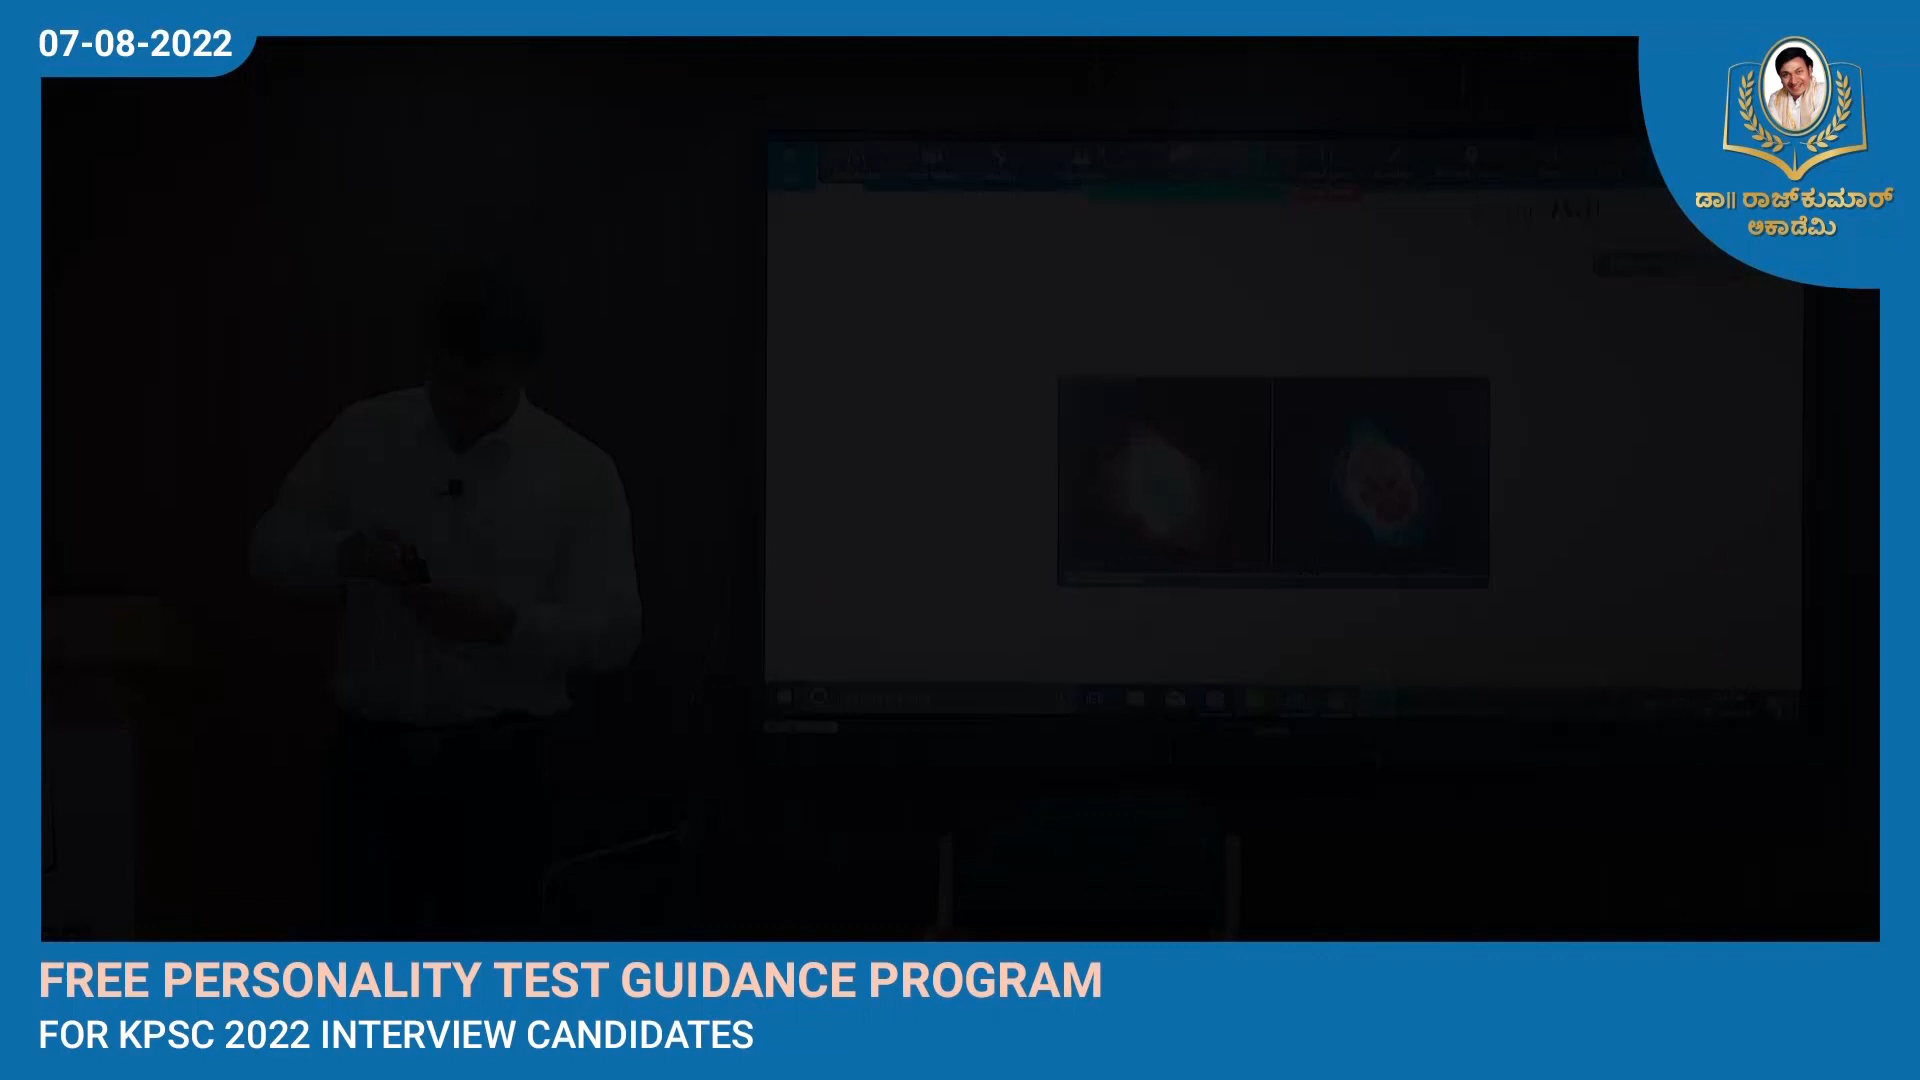 07-08-2022
ಡಾ|| ರಾಜ್‌ಕುಮಾರ್
ಅಕಾಡೆಮಿ
FREE PERSONALITY TEST GUIDANCE PROGRAM
FOR KPSC 2022 INTERVIEW CANDIDATES